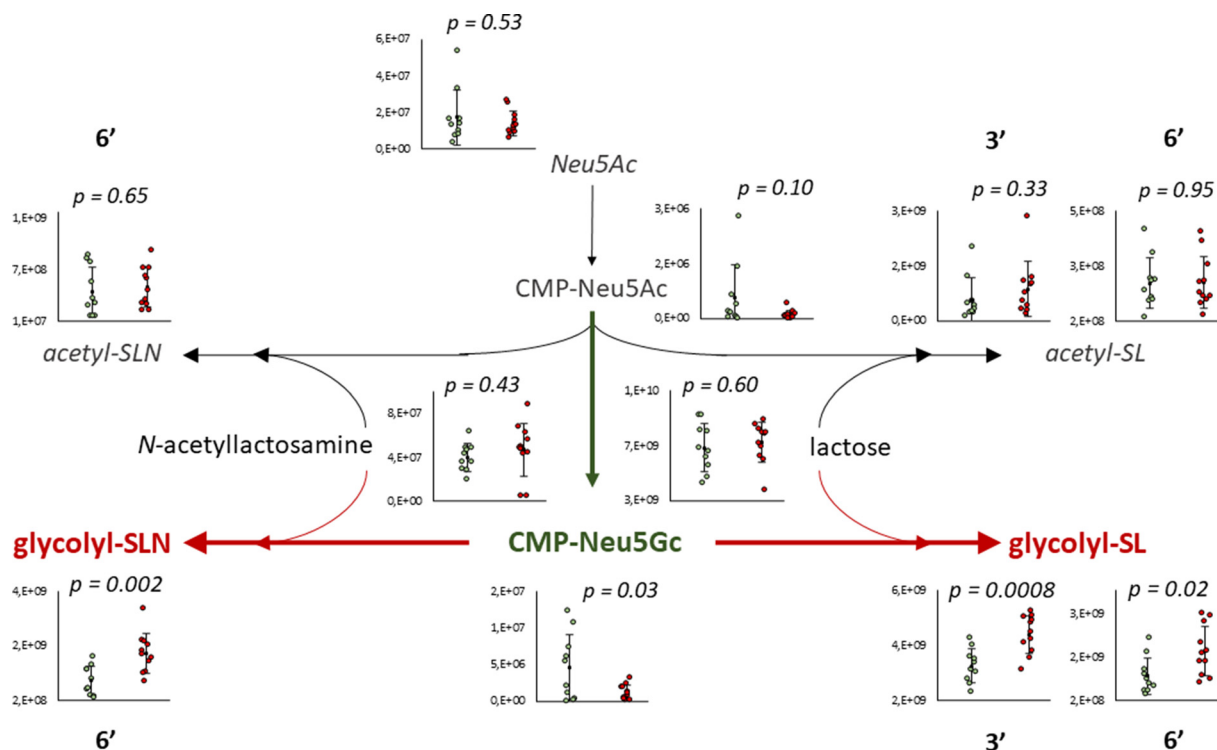 p = 0.53
6,E+07
4,E+07
2,E+07
0,E+00
6’
3’
6’
Neu5Ac
p = 0.65
1,E+09
7,E+08
1,E+07
p = 0.10
3,E+06
2,E+06
0,E+00
p = 0.33
3,E+09
2,E+09
0,E+00
p = 0.95
5,E+08
3,E+08
2,E+08
CMP-Neu5Ac
acetyl-SLN
acetyl-SL
p = 0.43
8,E+07
4,E+07
0,E+00
p = 0.60
1,E+10
7,E+09
3,E+09
N-acetyllactosamine
lactose
glycolyl-SLN
CMP-Neu5Gc
glycolyl-SL
p = 0.002
4,E+09
2,E+09
2,E+08
p = 0.03
2,E+07
1,E+07
5,E+06
0,E+00
p = 0.0008
6,E+09
4,E+09
2,E+09
p = 0.02
3,E+09
2,E+09
2,E+08
6’
3’
6’